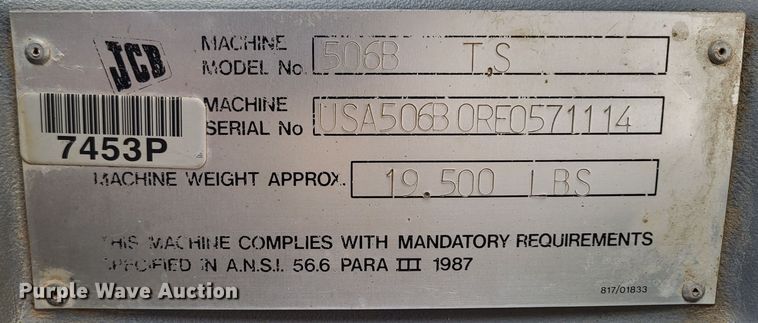 JCB
MACHINE
MODEL No 506B T,S
MACHINE
SERIAL No USA506B0RE0571114
7453P
MACHINE WEIGHT APPROX. 19.500 LBS
THIS MACHINE COMPLIES WITH MANDATORY REQUIREMENTS
SPECIFIED IN A.N.S.I. 56.6 PARA III 1987
817/01833
Purple Wave Auction